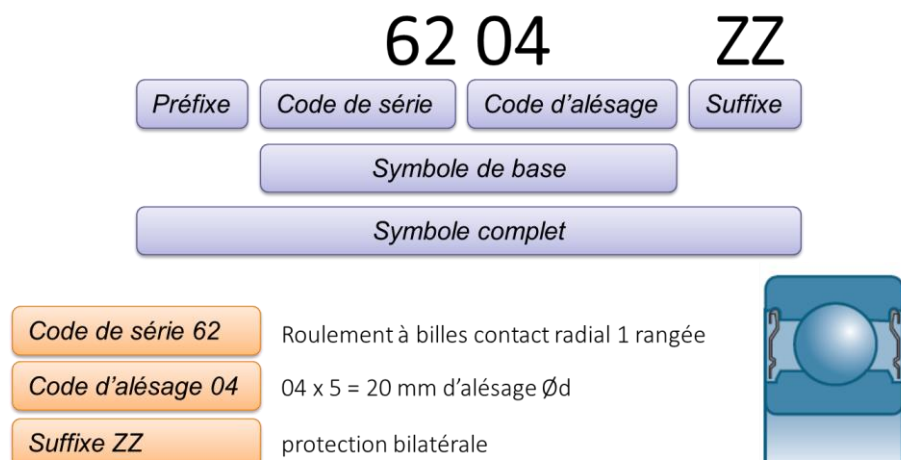 62 04 ZZ
Préfixe Code de série Code d'alésage Suffixe
Symbole de base
Symbole complet
Code de série 62 Roulement à billes contact radial 1 rangée
Code d'alésage 04 04 x 5 = 20 mm d'alésage Ød
Suffixe ZZ protection bilatérale